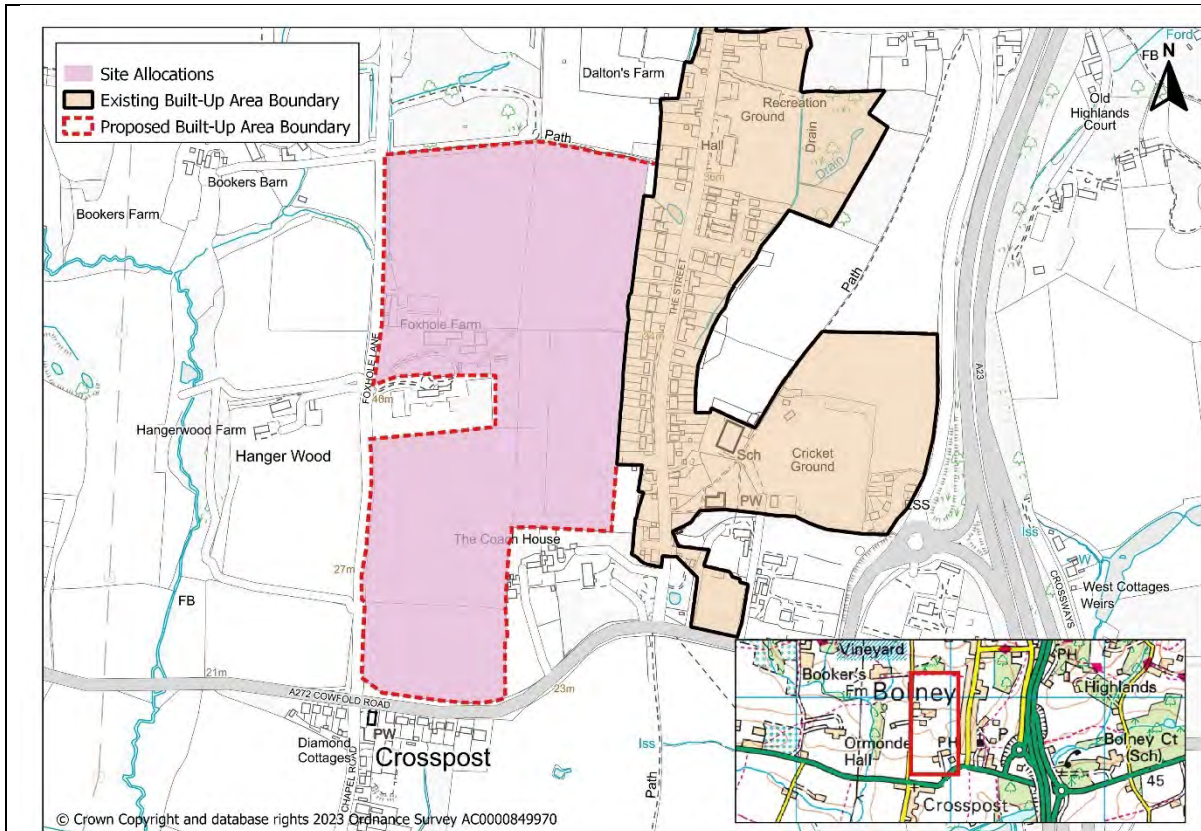 Site Allocations
Existing Built-Up Area Boundary
Proposed Built-Up Area Boundary
Ford
FB
N
Dalton's Farm
Old
Highlands
Court
Recreation
Ground
Path
Hall
Drain
Drain
36m
Bookers Barn
Bookers Farm
THE STREET
Path
Foxhole Farm
34m
A23
FOXHOLE LANE
40m
Hangerwood Farm
Hanger Wood
Sch
Cricket
Ground
PW
ESS
The Coach House
Iss
W
27m
CROSSWAYS
West Cottages
Weirs
FB
21m
A272 COWFOLD ROAD
23m
PW
Diamond
Cottages
Crosspost
CHAPEL ROAD
Iss
Path
Vineyard
PH
Booker's
Fm
Bolney
Highlands
Ormonde
Hall
PH
P
Bolney Ct
(Sch)
45
Crosspost
© Crown Copyright and database rights 2023 Ordnance Survey AC0000849970